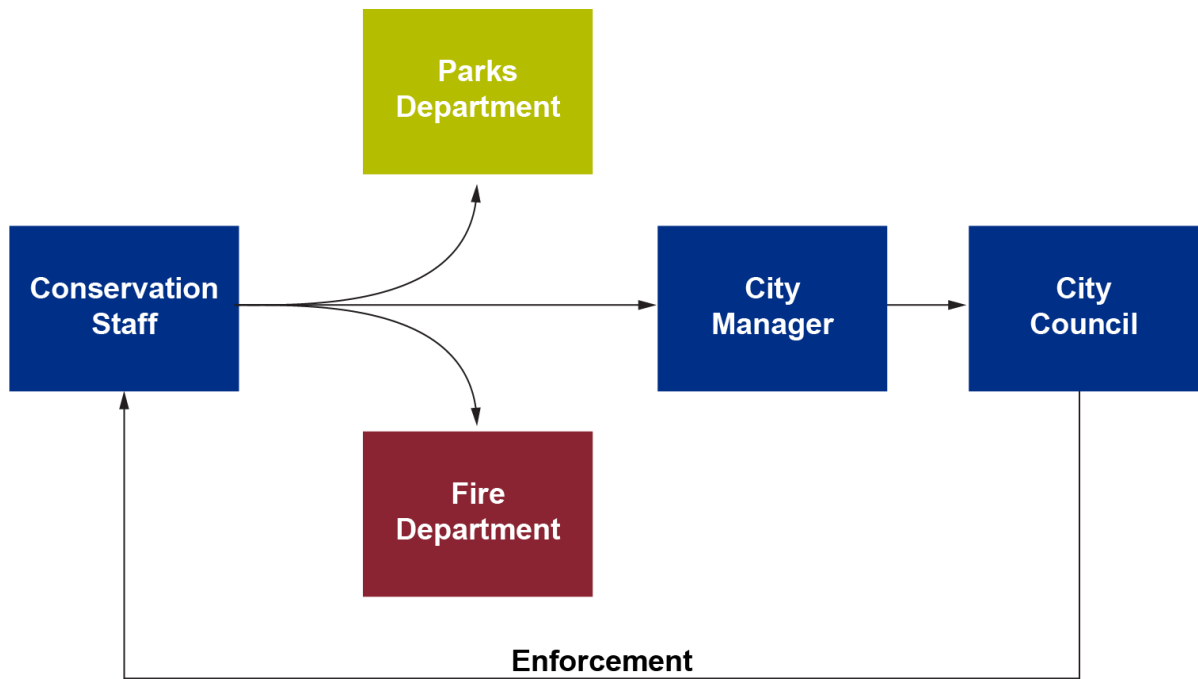 Parks
Department
Conservation
Staff
City
Manager
City
Council
Fire
Department
Enforcement